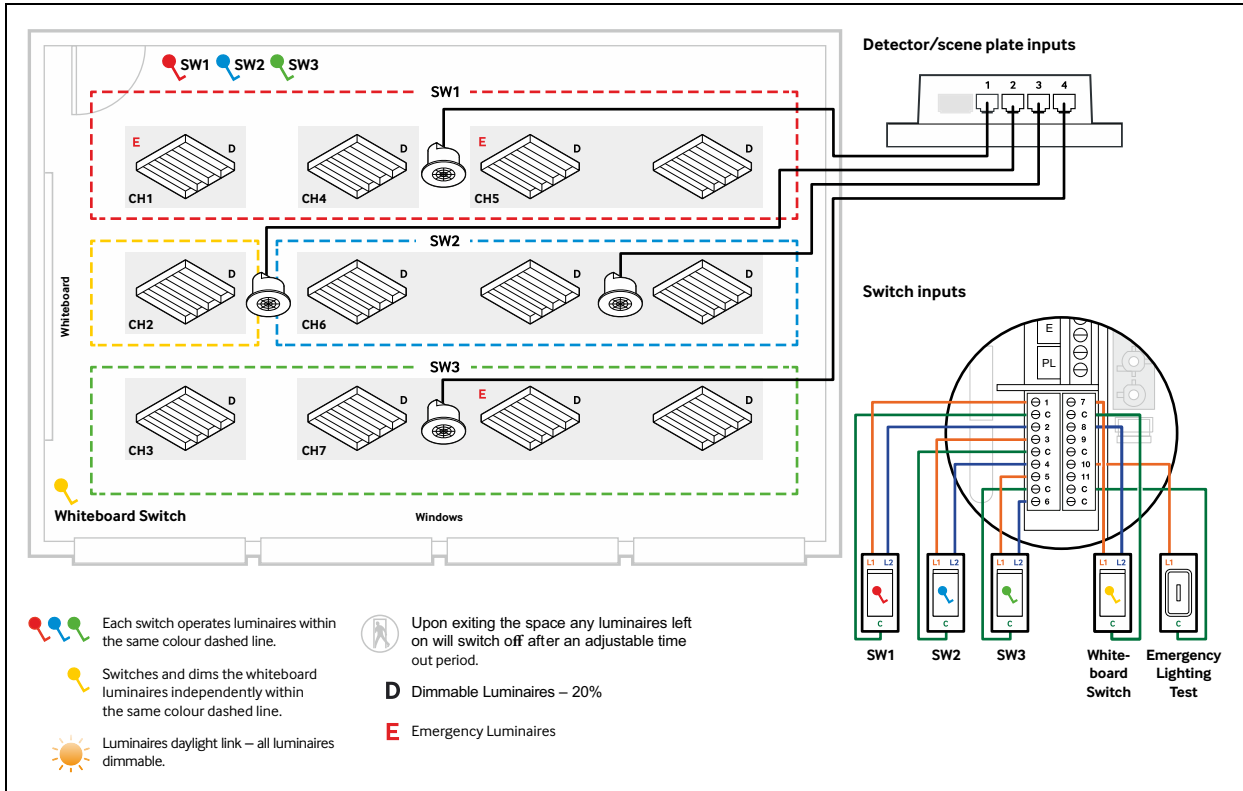 SW1 SW2 SW3
SW1
E D D E D D
CH1 CH4 CH5
SW2
D D D D
CH2 CH6
Whiteboard
SW3
D D E D D
CH3 CH7
Whiteboard Switch
Windows
Detector/scene plate inputs
1 2 3 4
Switch inputs
E
PL
1 7
C C
2 8
3 9
C C
4 10
5 11
C C
6 C
L1 L2 L1 L2 L1 L2 L1 L2 L1
C C C C C
SW1 SW2 SW3
White-
board
Switch
Emergency
Lighting
Test
Each switch operates luminaires within
the same colour dashed line.
Switches and dims the whiteboard
luminaires independently within
the same colour dashed line.
Luminaires daylight link – all luminaires
dimmable.
Upon exiting the space any luminaires left
on will switch off after an adjustable time
out period.
D Dimmable Luminaires – 20%
E Emergency Luminaires